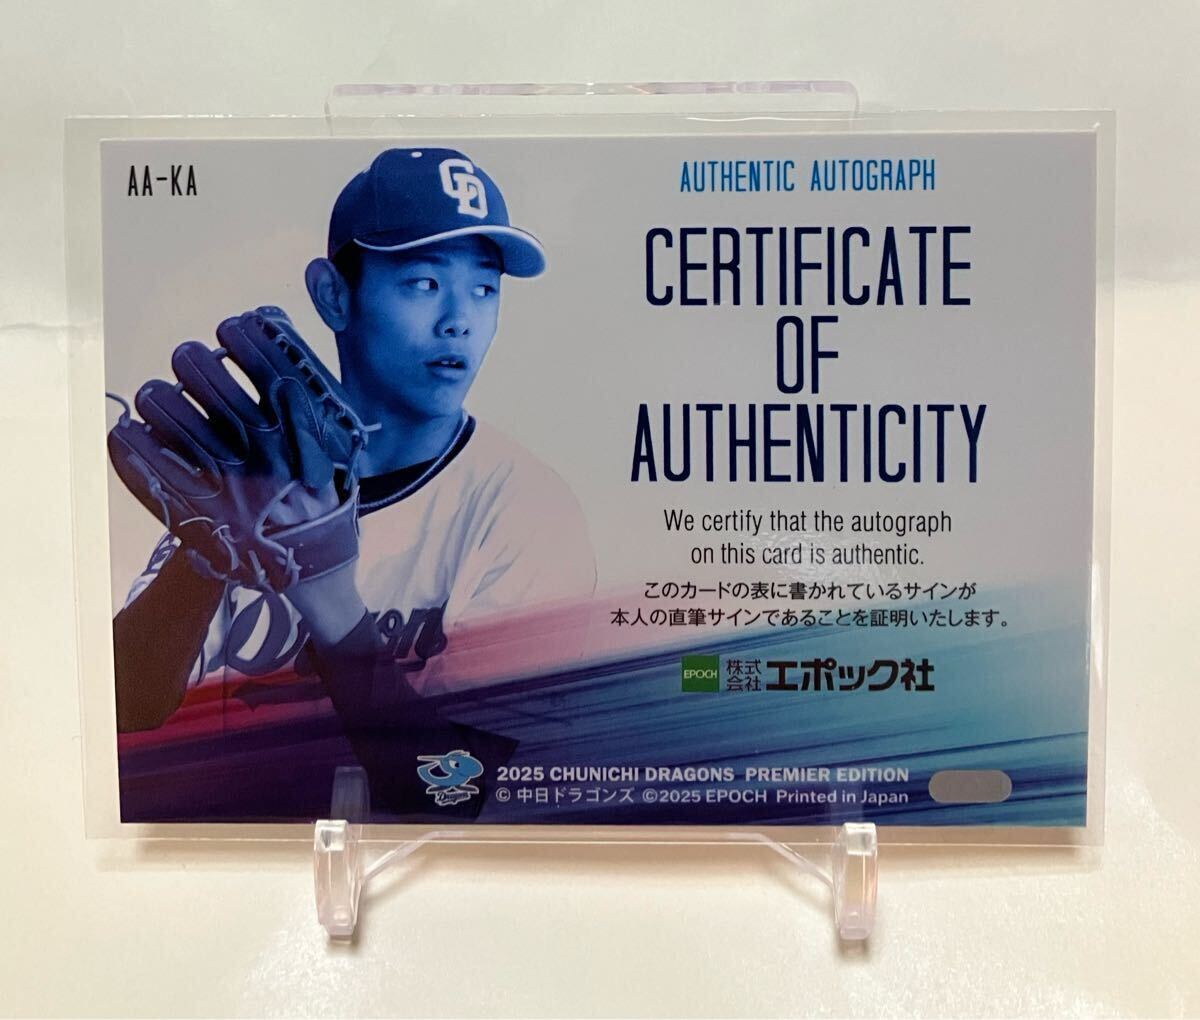 AA-KA
AUTHENTIC AUTOGRAPH
CERTIFICATE
OF
AUTHENTICITY
We certify that the autograph
on this card is authentic.
このカードの表に書かれているサインが
本人の直筆サインであることを証明いたします。
EPOCH 株式会社 エポック社
Dragons
2025 CHUNICHI DRAGONS PREMIER EDITION
© 中日ドラゴンズ ©2025 EPOCH Printed in Japan